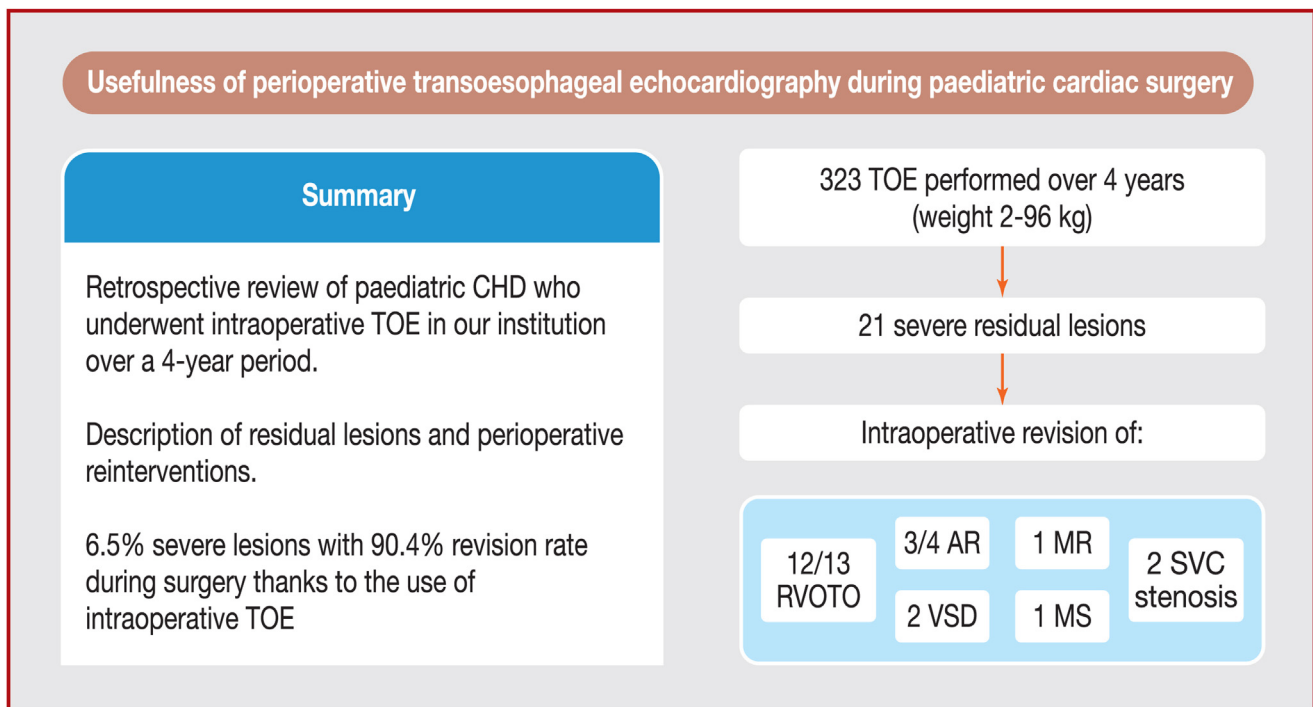 Usefulness of perioperative transoesophageal echocardiography during paediatric cardiac surgery
Summary
Retrospective review of paediatric CHD who
underwent intraoperative TOE in our institution
over a 4-year period.
Description of residual lesions and perioperative
reinterventions.
6.5% severe lesions with 90.4% revision rate
during surgery thanks to the use of
intraoperative TOE
323 TOE performed over 4 years
(weight 2-96 kg)
21 severe residual lesions
Intraoperative revision of:
12/13
RVOTO
3/4 AR
2 VSD
1 MR
1 MS
2 SVC
stenosis